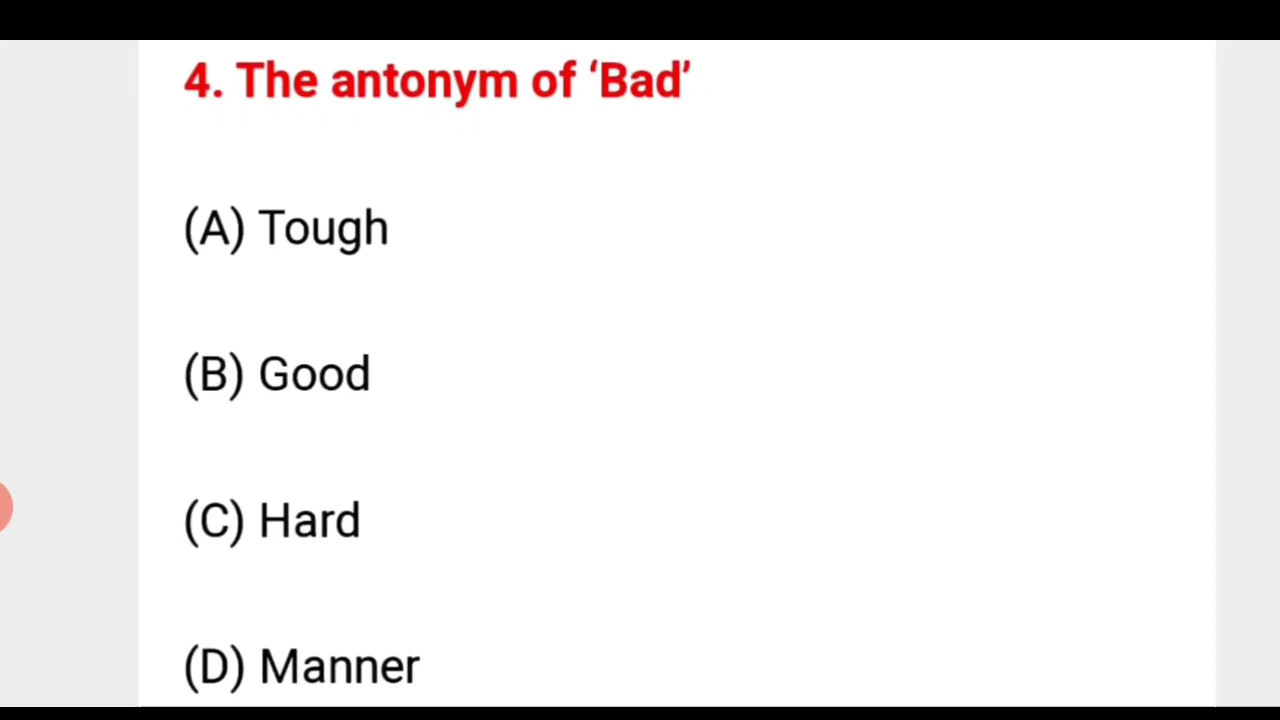 4. The antonym of ‘Bad’
(A) Tough
(B) Good
(C) Hard
(D) Manner